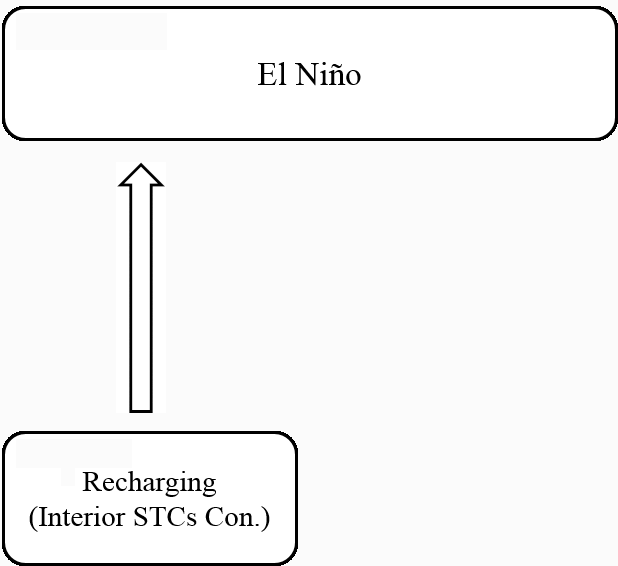 El Niño
Recharging
(Interior STCs Con.)